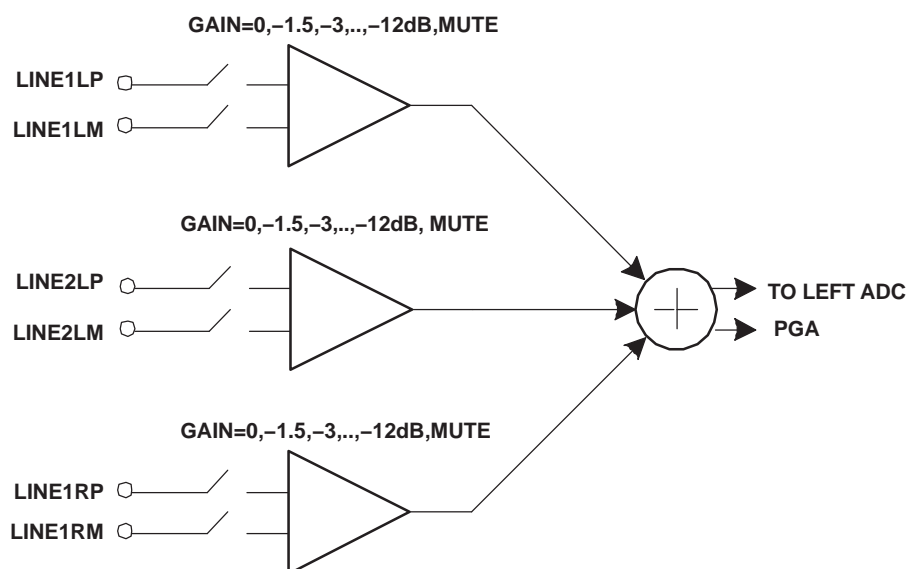 GAIN=0,–1.5,–3,..,–12dB,MUTE
LINE1LP
LINE1LM
GAIN=0,–1.5,–3,..,–12dB, MUTE
LINE2LP
LINE2LM
TO LEFT ADC
PGA
GAIN=0,–1.5,–3,..,–12dB,MUTE
LINE1RP
LINE1RM